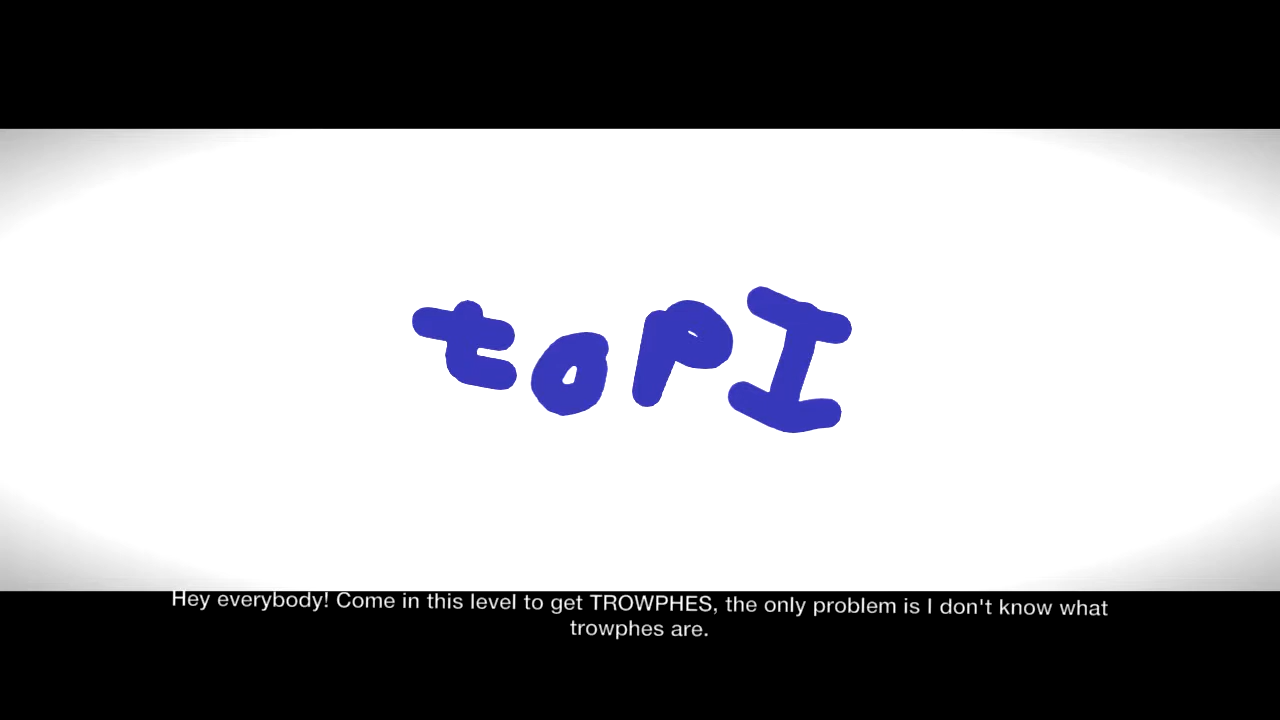 topI
Hey everybody! Come in this level to get TROWPHES, the only problem is I don't know what
trowphes are.